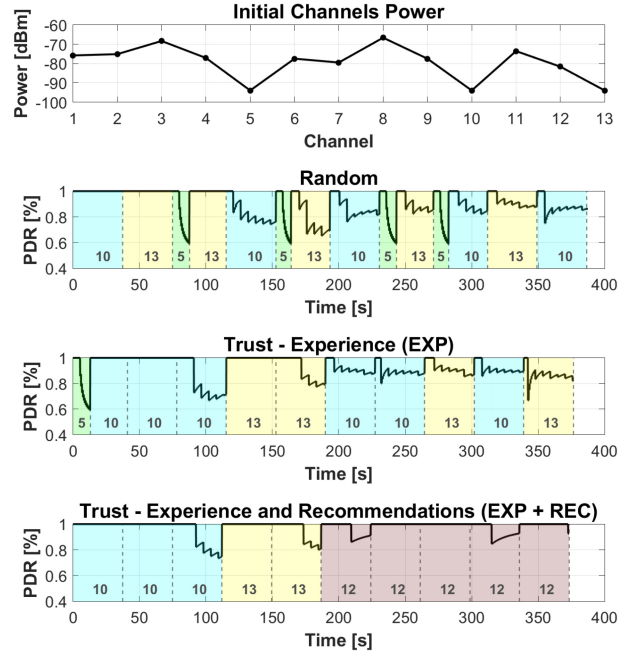 Initial Channels Power
Power [dBm]
-60
-70
-80
-90
-100
1 2 3 4 5 6 7 8 9 10 11 12 13
Channel
Random
PDR [%]
1
0.8
0.6
0.4
10 13 5 13 10 5 13 10 5 13 5 10 13 10
0 50 100 150 200 250 300 350 400
Time [s]
Trust - Experience (EXP)
PDR [%]
1
0.8
0.6
0.4
5 10 10 10 13 13 10 10 13 10 13
0 50 100 150 200 250 300 350 400
Time [s]
Trust - Experience and Recommendations (EXP + REC)
PDR [%]
1
0.8
0.6
0.4
10 10 10 13 13 12 12 12 12 12
0 50 100 150 200 250 300 350 400
Time [s]